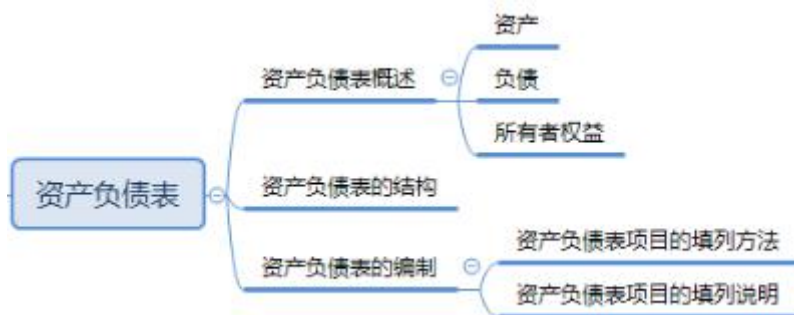 资产负债表
资产负债表概述
资产
负债
所有者权益
资产负债表的结构
资产负债表的编制
资产负债表项目的填列方法
资产负债表项目的填列说明